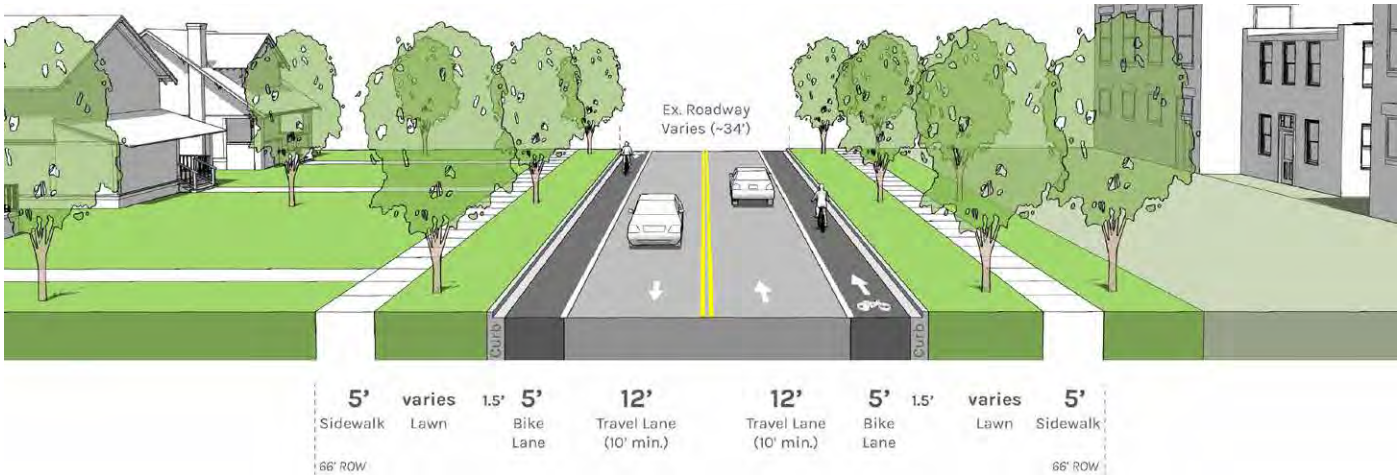 Ex. Roadway
Varies (~34')
Curb
Curb
5' varies 1.5' 5' 12' 12' 5' 1.5' varies 5'
Sidewalk Lawn Bike Travel Lane Travel Lane Bike Lawn Sidewalk
Lane (10' min.) (10' min.) Lane
66' ROW 66' ROW